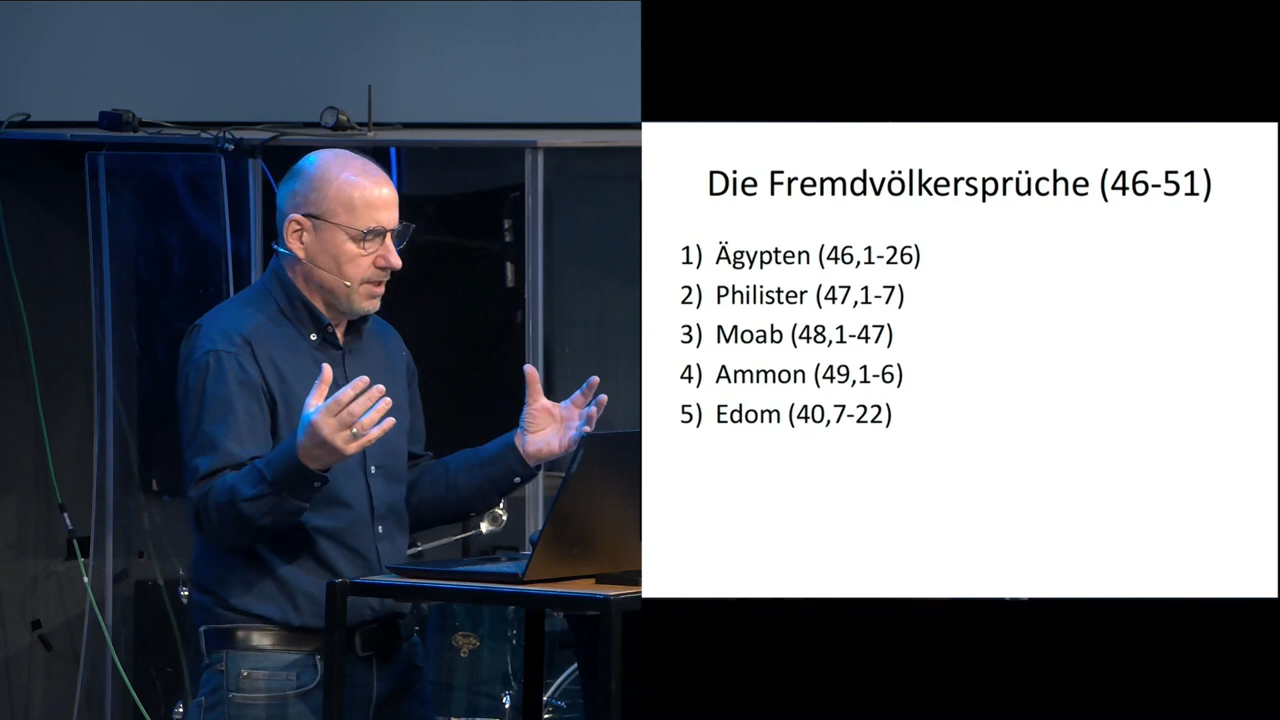 Die Fremdvölkersprüche (46-51)
1) Ägypten (46,1-26)
2) Philister (47,1-7)
3) Moab (48,1-47)
4) Ammon (49,1-6)
5) Edom (40,7-22)